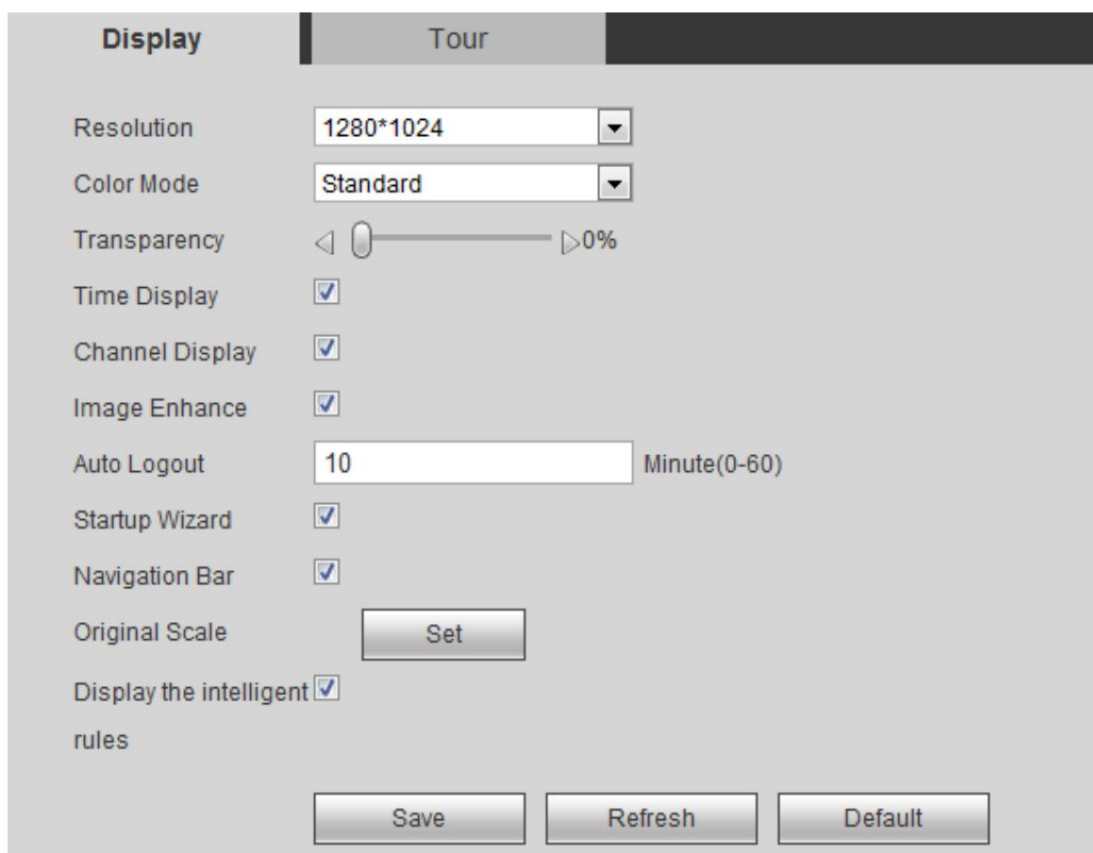 Display Tour
Resolution 1280*1024
Color Mode Standard
Transparency 0%
Time Display
Channel Display
Image Enhance
Auto Logout 10 Minute(0-60)
Startup Wizard
Navigation Bar
Original Scale Set
Display the intelligent
rules
Save Refresh Default